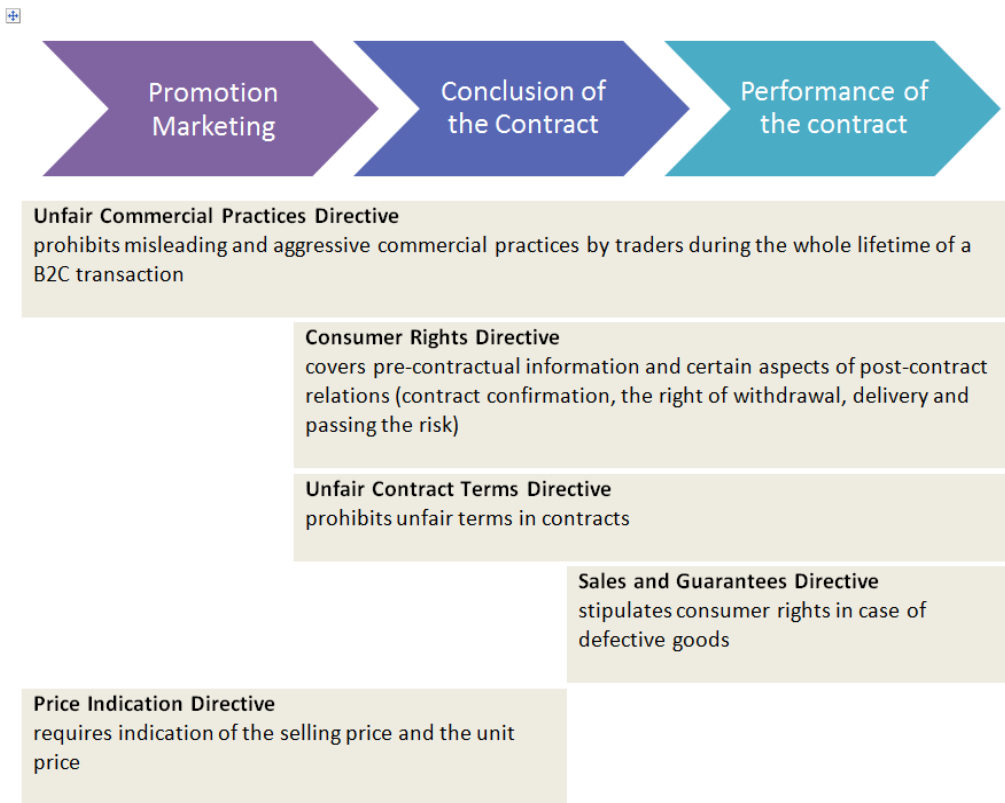 Promotion
Marketing
Conclusion of
the Contract
Performance of
the contract
Unfair Commercial Practices Directive
prohibits misleading and aggressive commercial practices by traders during the whole lifetime of a
B2C transaction
Consumer Rights Directive
covers pre-contractual information and certain aspects of post-contract
relations (contract confirmation, the right of withdrawal, delivery and
passing the risk)
Unfair Contract Terms Directive
prohibits unfair terms in contracts
Sales and Guarantees Directive
stipulates consumer rights in case of
defective goods
Price Indication Directive
requires indication of the selling price and the unit
price